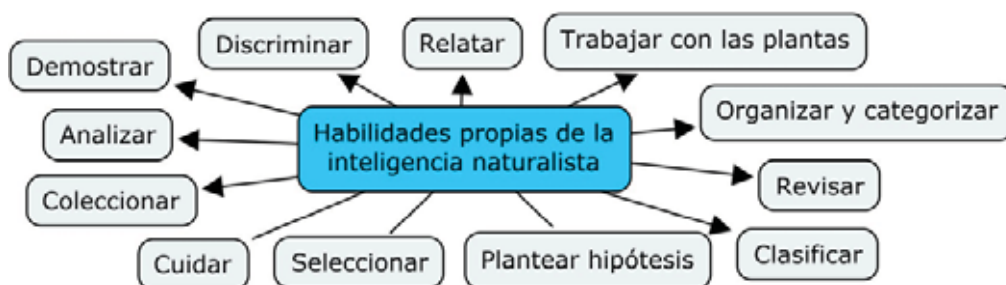 Discriminar
Relatar
Trabajar con las plantas
Demostrar
Organizar y categorizar
Analizar
Habilidades propias de la
inteligencia naturalista
Coleccionar
Revisar
Cuidar
Seleccionar
Plantear hipótesis
Clasificar